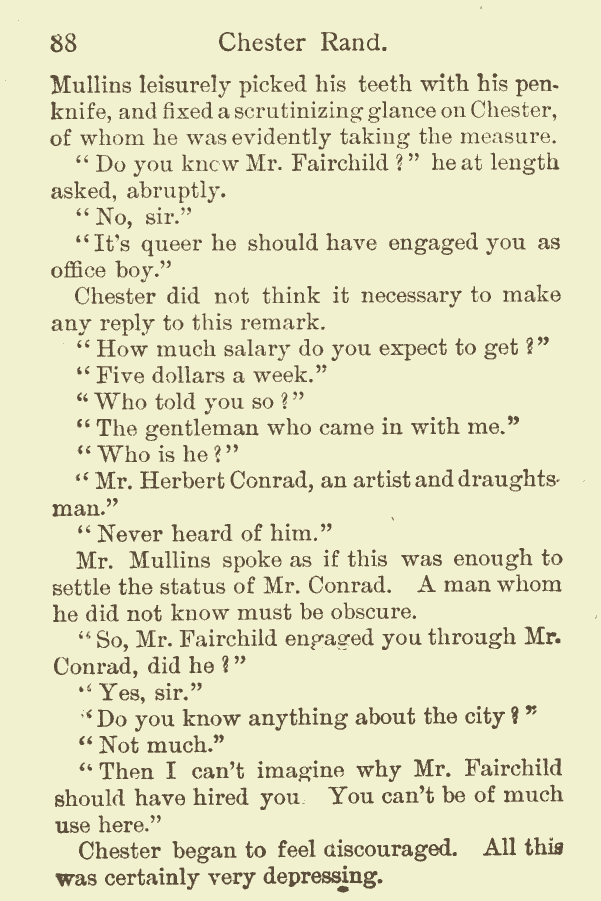 88 Chester Rand.
Mullins leisurely picked his teeth with his pen-
knife, and fixed a scrutinizing glance on Chester,
of whom he was evidently taking the measure.
“ Do you know Mr. Fairchild ? ” he at length
asked, abruptly.
“ No, sir.”
“ It’s queer he should have engaged you as
office boy.”
Chester did not think it necessary to make
any reply to this remark.
“ How much salary do you expect to get ? ”
“ Five dollars a week.”
“ Who told you so ? ”
“ The gentleman who came in with me.”
“ Who is he ? ”
“ Mr. Herbert Conrad, an artist and draughts-
man.”
“ Never heard of him.”
Mr. Mullins spoke as if this was enough to
settle the status of Mr. Conrad. A man whom
he did not know must be obscure.
“ So, Mr. Fairchild engaged you through Mr.
Conrad, did he ? ”
“ Yes, sir.”
“ Do you know anything about the city ? ”
“ Not much.”
“ Then I can’t imagine why Mr. Fairchild
should have hired you. You can’t be of much
use here.”
Chester began to feel discouraged. All this
was certainly very depressing.